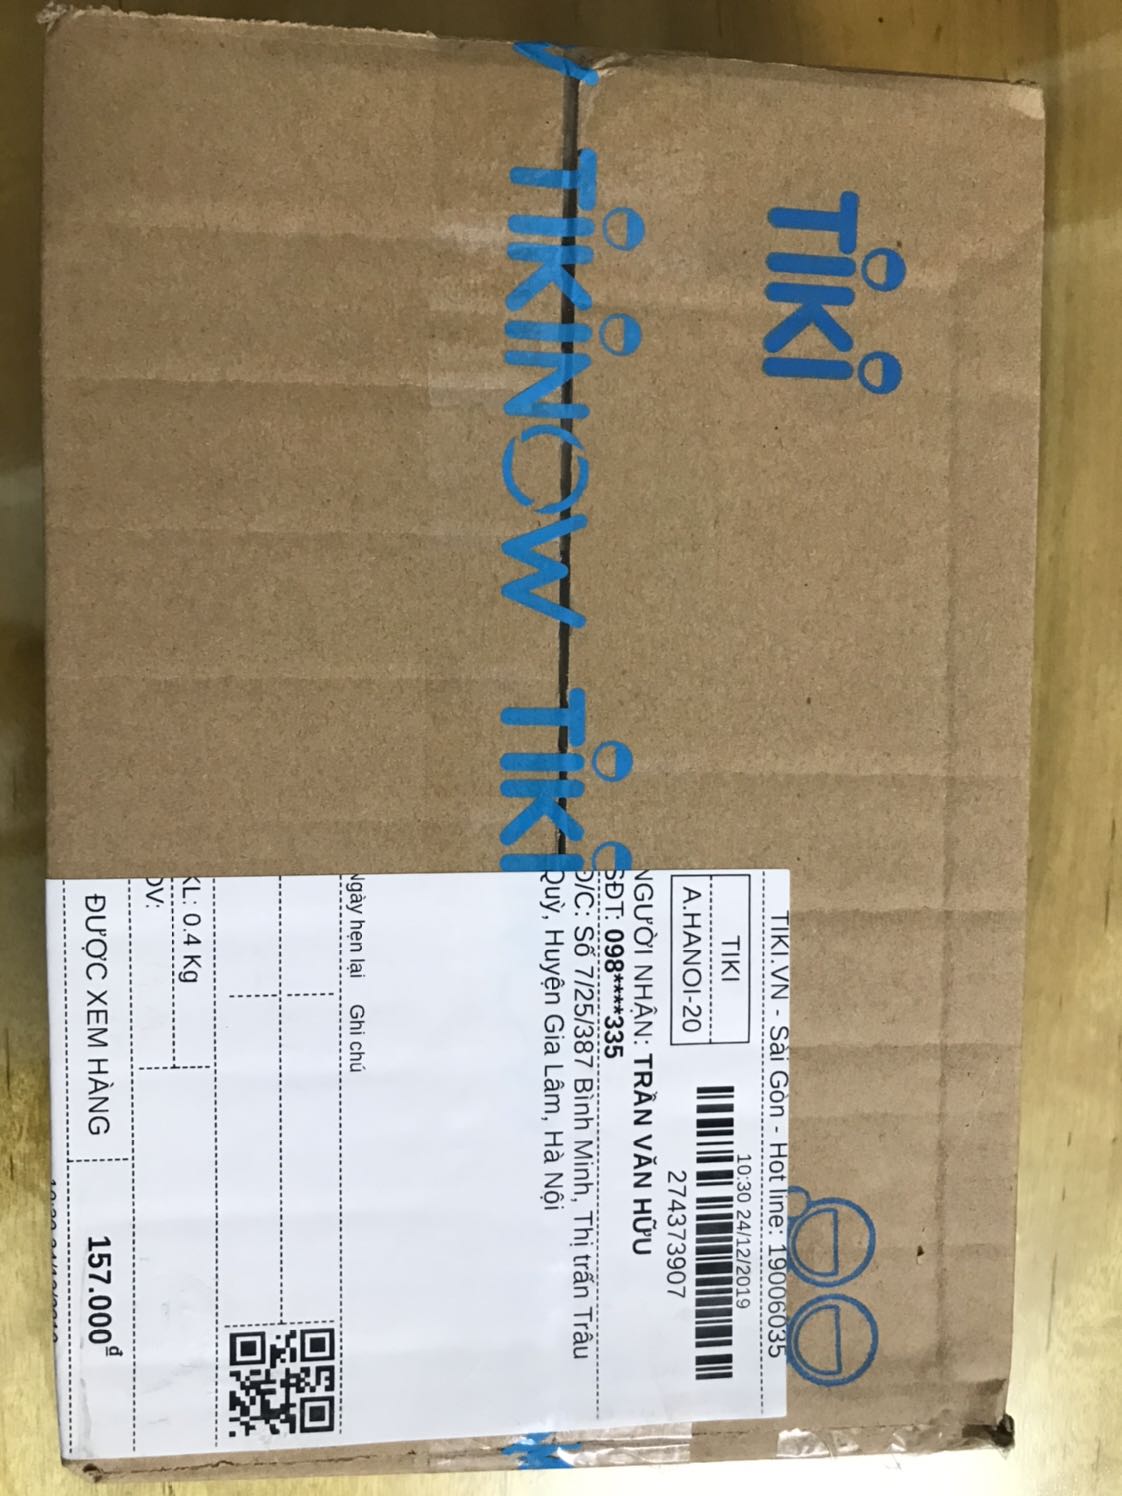 TIKI
TIKINOW TIKI
TIKI.VN - Sài Gòn - Hot line: 19006035
TIKI
A.HANOI-20
10:30 24/12/2019
274373907
NGƯỜI NHẬN: TRẦN VĂN HỮU
SĐT: 098****335
Đ/C: Số 7/25/387 Bình Minh, Thị trấn Trâu
Quỳ, Huyện Gia Lâm, Hà Nội
Ngày hẹn lại Ghi chú
KL: 0.4 Kg
DV:
ĐƯỢC XEM HÀNG
157.000đ